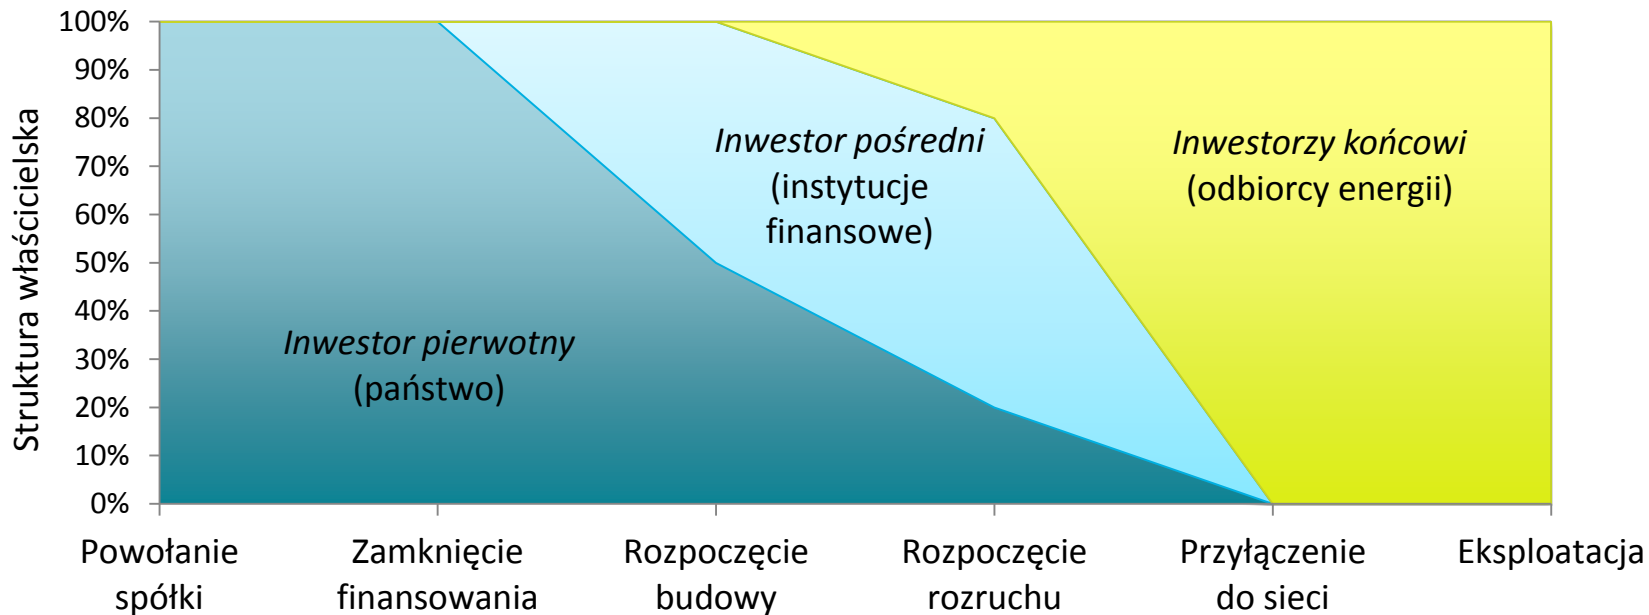 Struktura właścicielska
100%
90%
80%
70%
60%
50%
40%
30%
20%
10%
0%
Inwestor pierwotny
(państwo)
Inwestor pośredni
(instytucje
finansowe)
Inwestorzy końcowi
(odbiorcy energii)
Powołanie
spółki
Zamknięcie
finansowania
Rozpoczęcie
budowy
Rozpoczęcie
rozruchu
Przyłączenie
do sieci
Eksploatacja